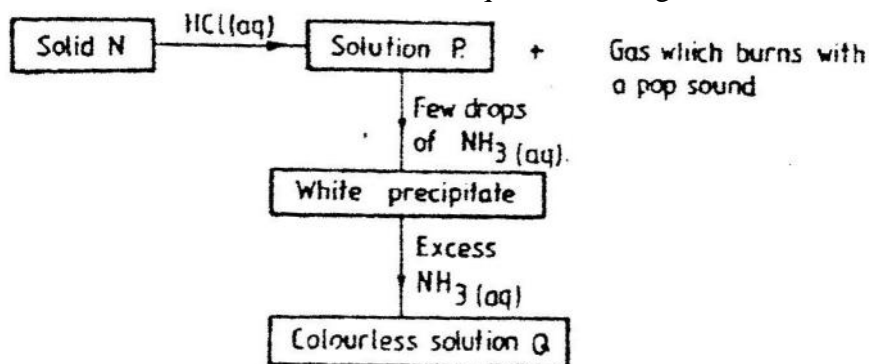 Solid N
HCl(aq)
Solution P.
+
Gas which burns with
a pop sound
Few drops
of NH3(aq).
White precipitate
Excess
NH3(aq)
Colourless solution Q